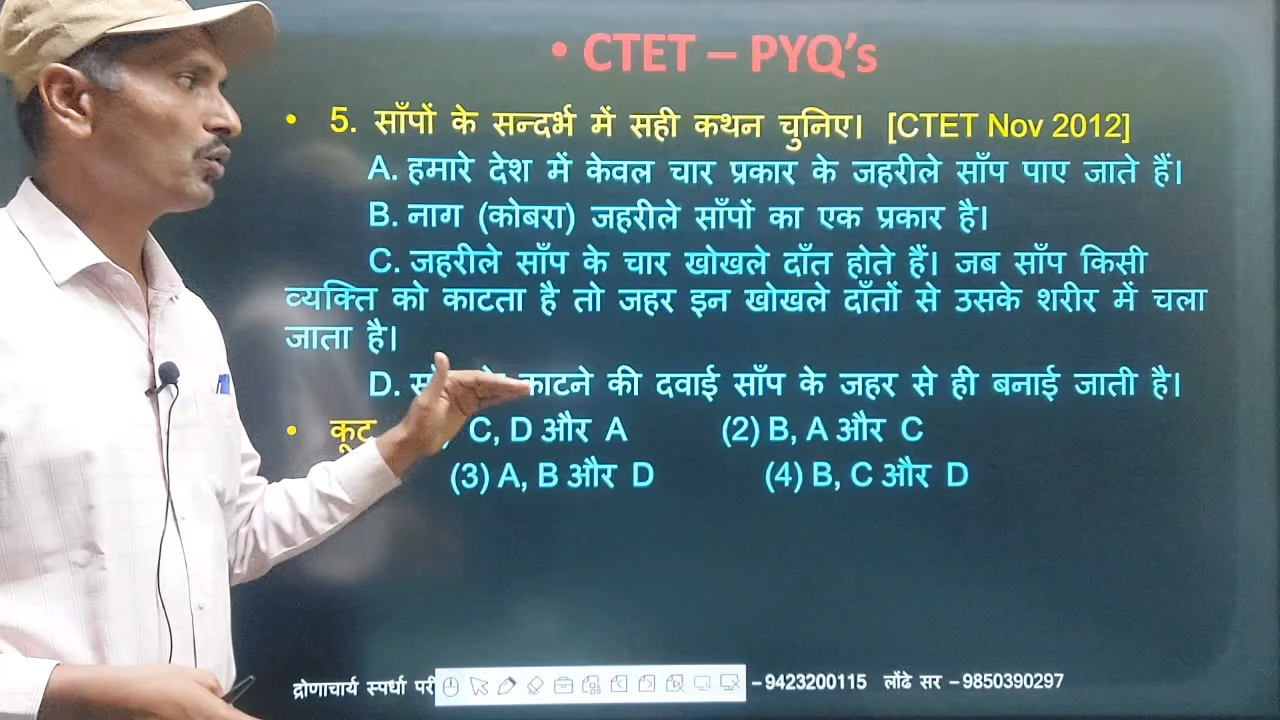 • CTET – PYQ’s
• 5. साँपों के सन्दर्भ में सही कथन चुनिए। [CTET Nov 2012]
A. हमारे देश में केवल चार प्रकार के जहरीले साँप पाए जाते हैं।
B. नाग (कोबरा) जहरीले साँपों का एक प्रकार है।
C. जहरीले साँप के चार खोखले दाँत होते हैं। जब साँप किसी
व्यक्ति को काटता है तो जहर इन खोखले दाँतों से उसके शरीर में चला
जाता है।
D. काटने की दवाई साँप के जहर से ही बनाई जाती है।
• कूट C, D और A (2) B, A और C
(3) A, B और D (4) B, C और D
द्रोणाचार्य स्पर्धा – 9423200115 लोंढे सर – 9850390297